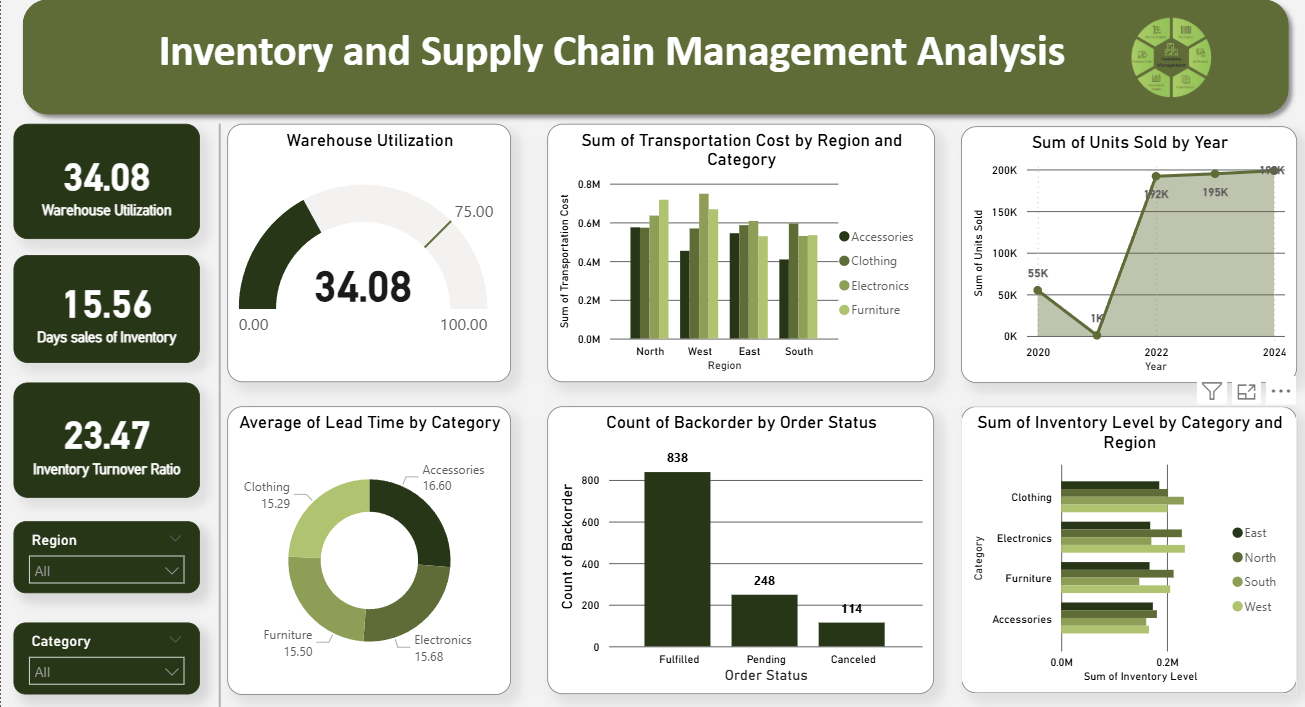 Inventory and Supply Chain Management Analysis
Inventory
Management
34.08
Warehouse Utilization
15.56
Days sales of Inventory
23.47
Inventory Turnover Ratio
Region
All
Category
All
Warehouse Utilization
75.00
34.08
0.00
100.00
Sum of Transportation Cost by Region and
Category
Sum of Transportation Cost
0.8M
0.6M
0.4M
0.2M
0.0M
North
West
East
South
Region
Accessories
Clothing
Electronics
Furniture
Sum of Units Sold by Year
Sum of Units Sold
200K
150K
100K
50K
0K
55K
1K
192K
195K
2020
2022
2024
Year
Average of Lead Time by Category
Accessories
16.60
Clothing
15.29
Furniture
15.50
Electronics
15.68
Count of Backorder by Order Status
Count of Backorder
800
600
400
200
0
838
248
114
Fulfilled
Pending
Canceled
Order Status
Sum of Inventory Level by Category and
Region
Category
Clothing
Electronics
Furniture
Accessories
0.0M
0.2M
Sum of Inventory Level
East
North
South
West